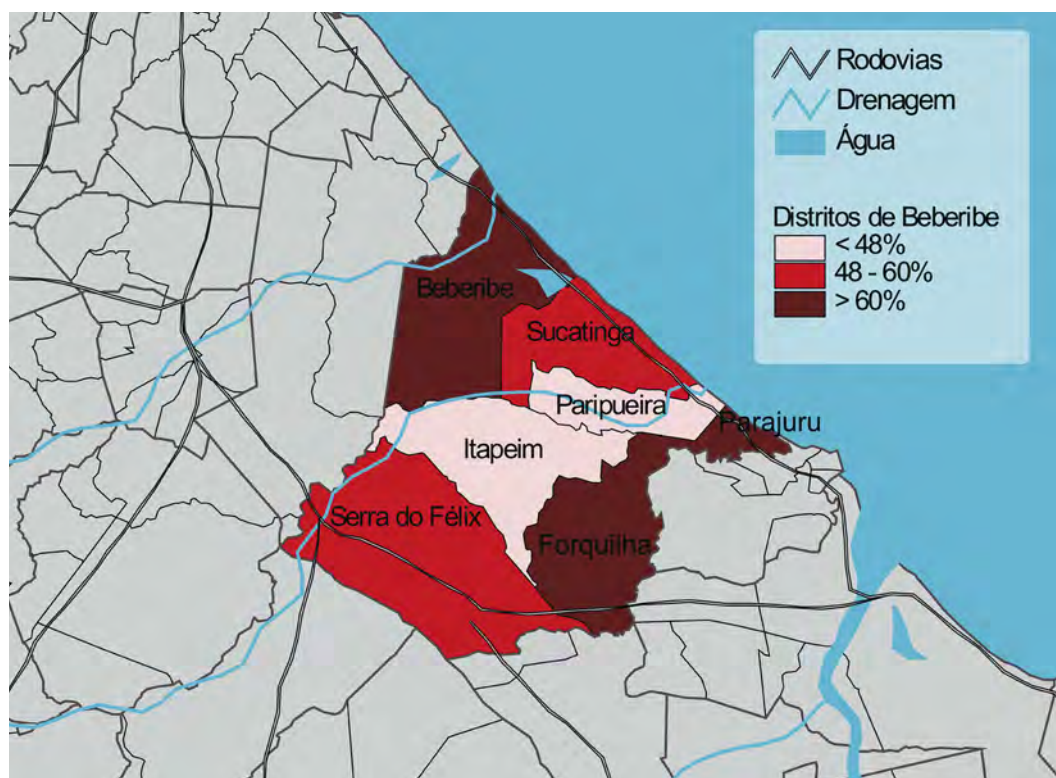 Rodovias
Drenagem
Água
Distritos de Beberibe
< 48%
48 - 60%
> 60%
Beberibe
Sucatinga
Paripueira
Parajuru
Itapeim
Serra do Félix
Forquilha